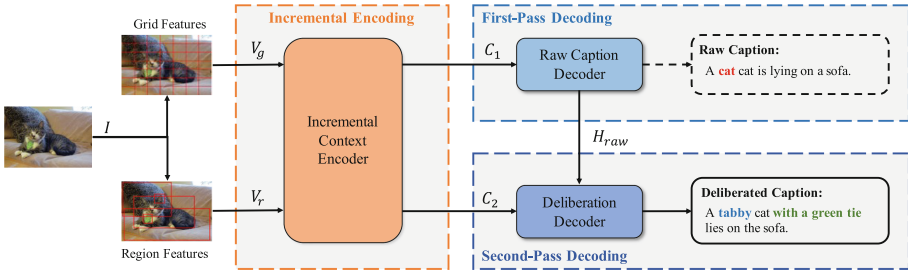 Grid Features
I
Region Features
Incremental Encoding
V_g
V_r
Incremental
Context
Encoder
First-Pass Decoding
C_1
Raw Caption
Decoder
Raw Caption:
A cat cat is lying on a sofa.
H_raw
C_2
Deliberation
Decoder
Deliberated Caption:
A tabby cat with a green tie
lies on the sofa.
Second-Pass Decoding